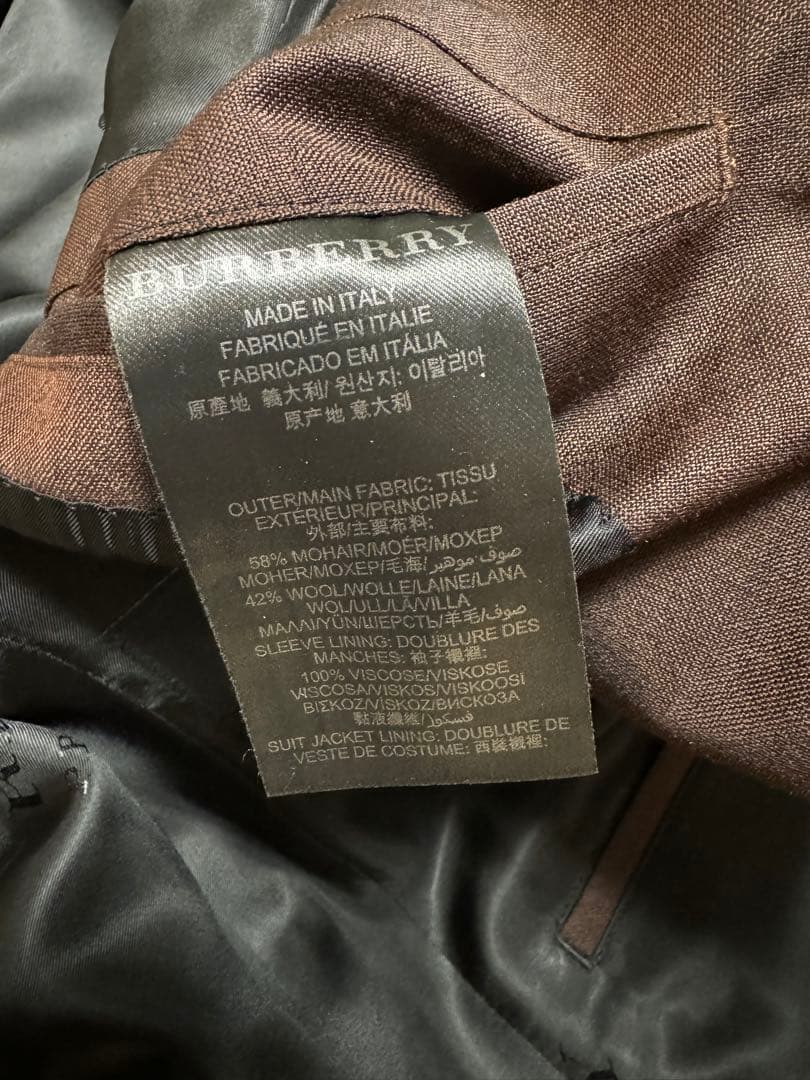 BURBERRY
MADE IN ITALY
FABRIQUÉ EN ITALIE
FABRICADO EM ITÁLIA
原產地 義大利/ 원산지: 이탈리아
原产地 意大利
OUTER/MAIN FABRIC: TISSU
EXTÉRIEUR/PRINCIPAL:
外部/主要布料:
58% MOHAIR/MOÉR/MOXEP
MOHEP/MOXEP/毛海/صوف موهير
42% WOOL/WOLLE/LAINE/LANA
WOL/ULL/LÃ/VILLA
ΜΑΛΛΙ/YÜN/ШЕРСТЬ/羊毛/صوف
SLEEVE LINING: DOUBLURE DES
MANCHES: 袖子襯裡:
100% VISCOSE/VISKOSE
VISCOSA/VISKOS/VISKOOSI
ΒΙΣΚΟΖ/VİSKOZ/ВИСКОЗА
黏液纖維/فسكوز
SUIT JACKET LINING: DOUBLURE DE
VESTE DE COSTUME: 西裝襯裡: